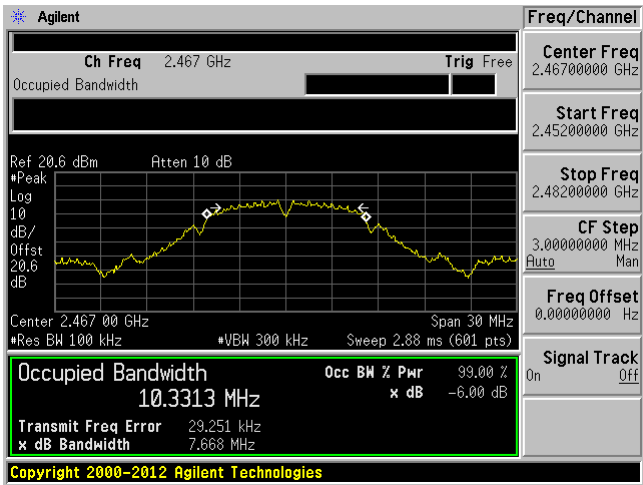 Agilent
Freq/Channel
Ch Freq 2.467 GHz Trig Free
Occupied Bandwidth
Center Freq
2.46700000 GHz
Start Freq
2.45200000 GHz
Stop Freq
2.48200000 GHz
CF Step
3.00000000 MHz
Auto Man
Freq Offset
0.00000000 Hz
Signal Track
On Off
Ref 20.6 dBm Atten 10 dB
#Peak
Log
10
dB/
Offst
20.6
dB
Center 2.467 00 GHz Span 30 MHz
#Res BW 100 kHz #VBW 300 kHz Sweep 2.88 ms (601 pts)
Occupied Bandwidth Occ BW % Pwr 99.00 %
10.3313 MHz x dB -6.00 dB
Transmit Freq Error 29.251 kHz
x dB Bandwidth 7.668 MHz
Copyright 2000-2012 Agilent Technologies